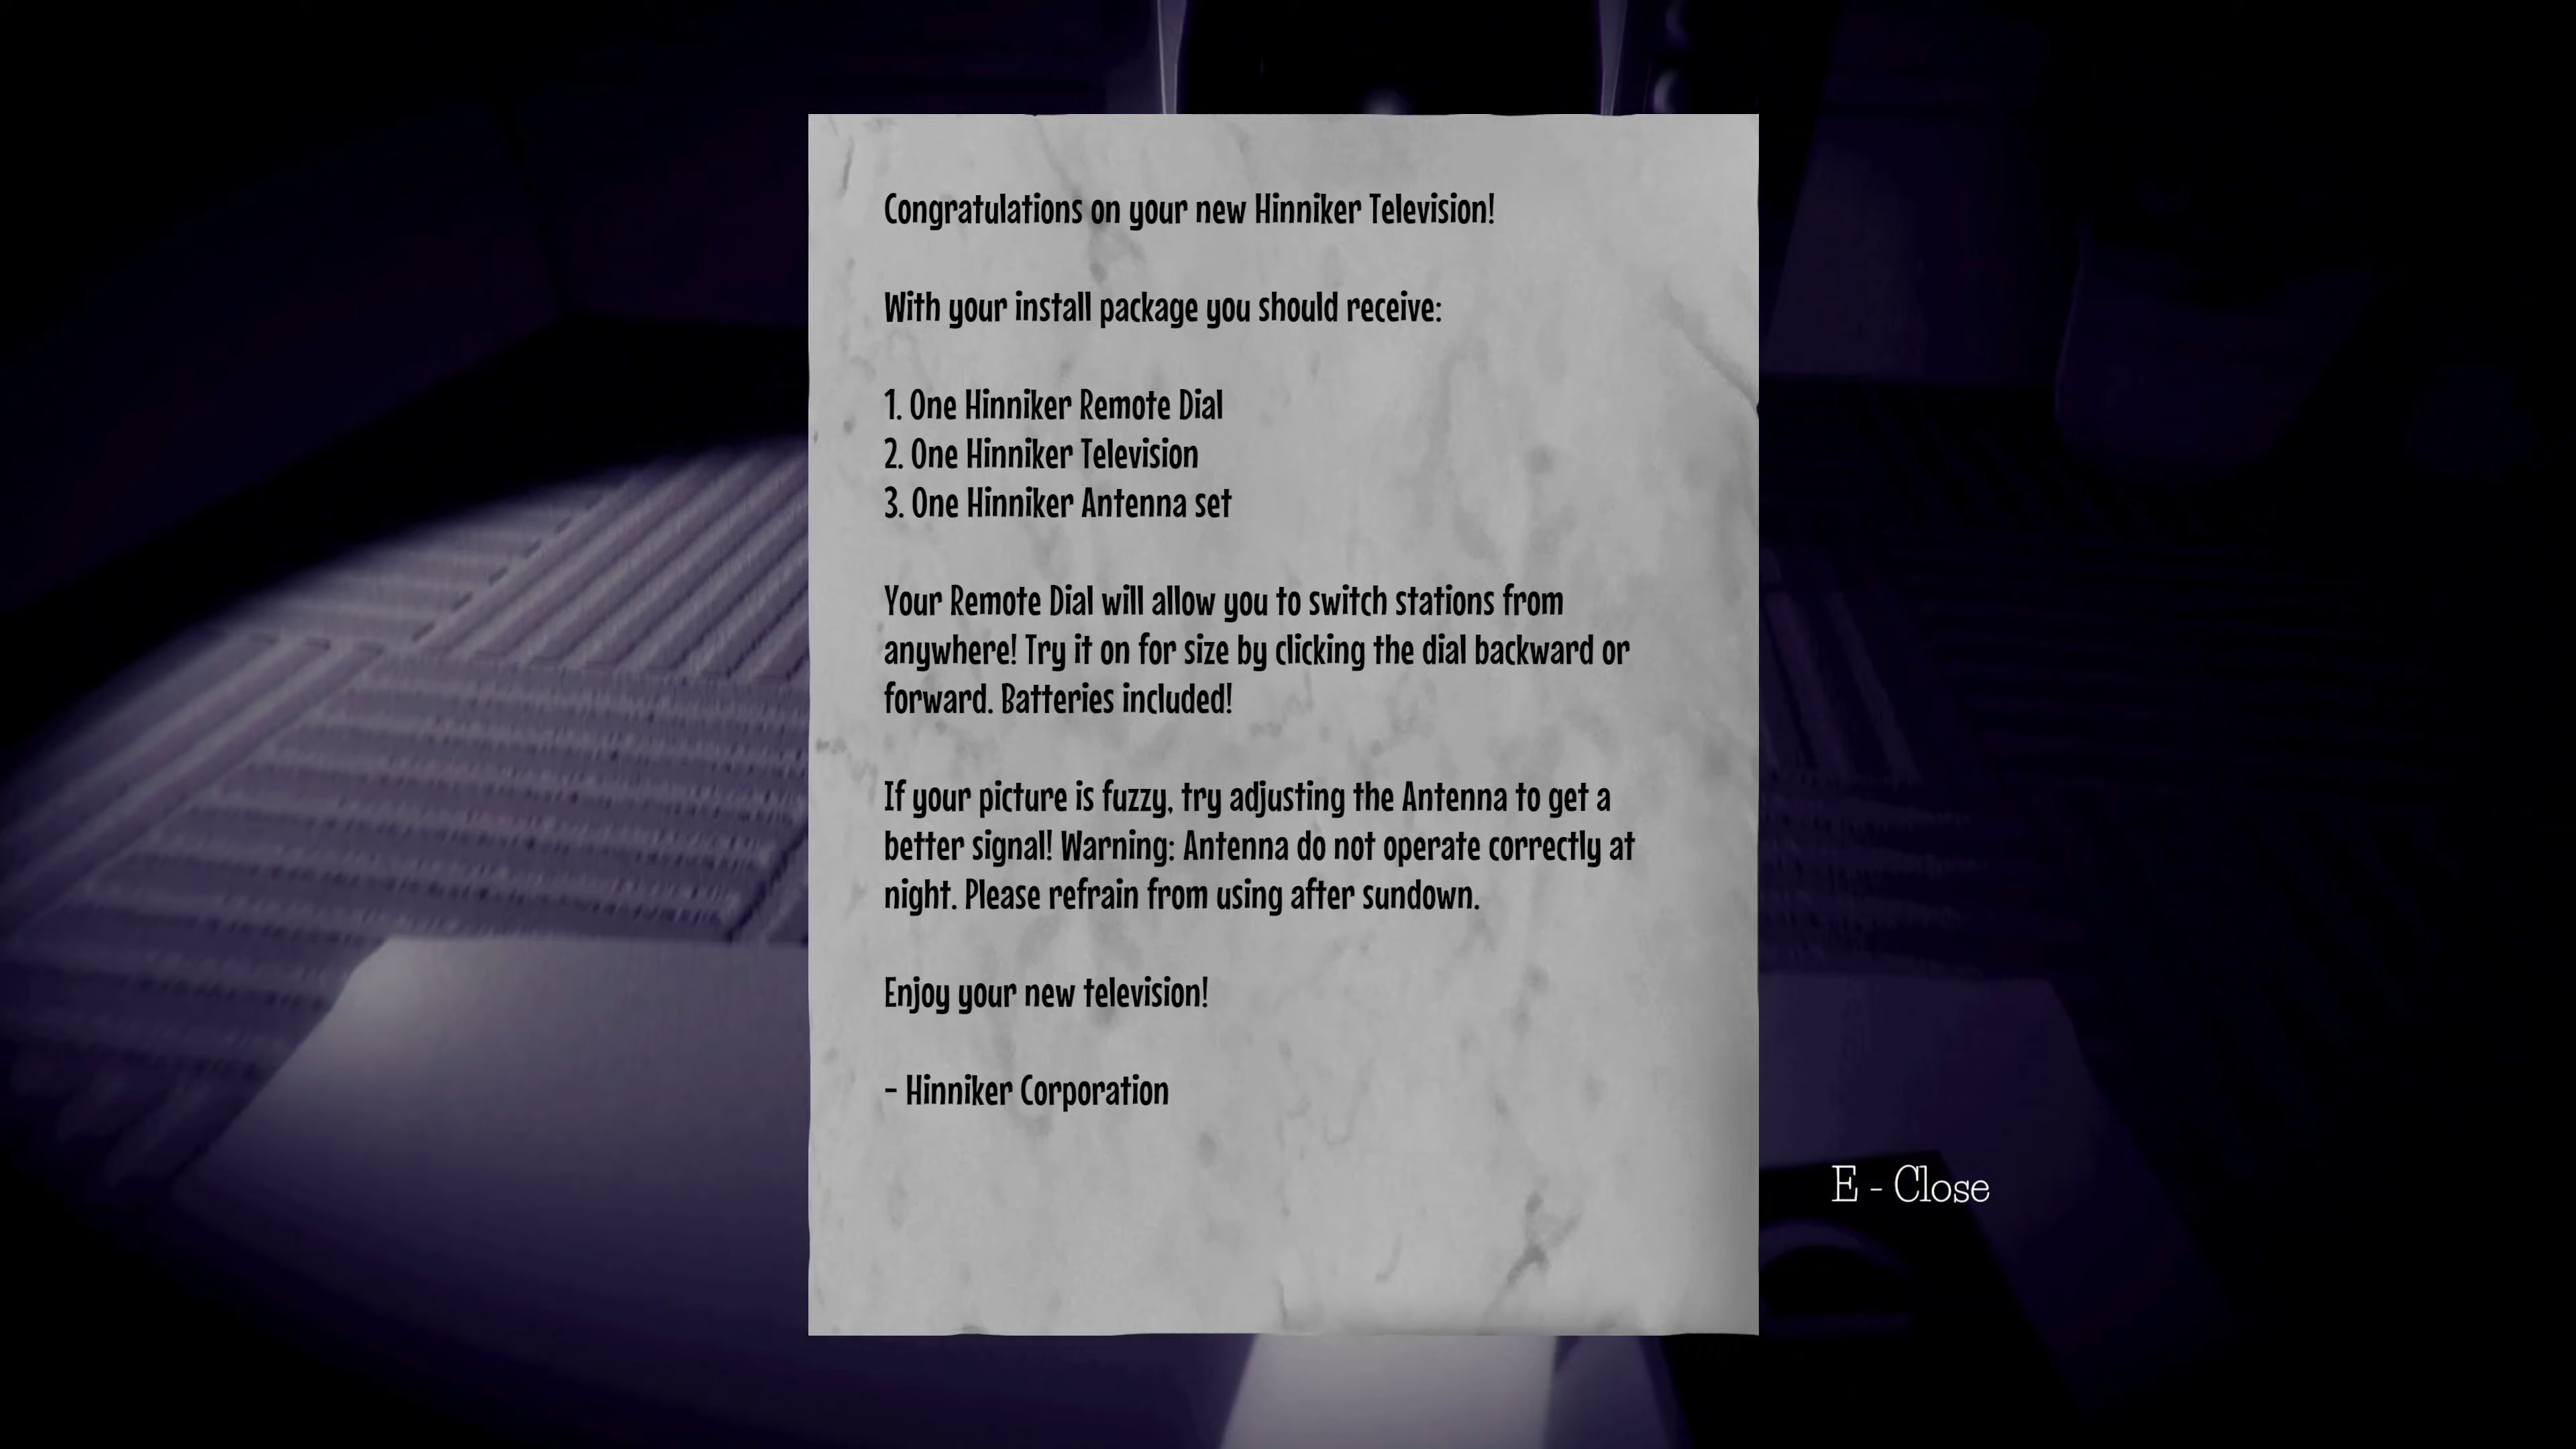 Congratulations on your new Hinniker Television!
With your install package you should receive:
1. One Hinniker Remote Dial
2. One Hinniker Television
3. One Hinniker Antenna set
Your Remote Dial will allow you to switch stations from
anywhere! Try it on for size by clicking the dial backward or
forward. Batteries included!
If your picture is fuzzy, try adjusting the Antenna to get a
better signal! Warning: Antenna do not operate correctly at
night. Please refrain from using after sundown.
Enjoy your new television!
- Hinniker Corporation
E - Close